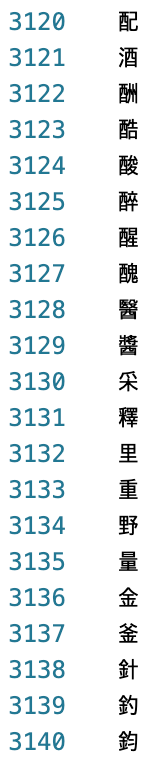 3120 配
3121 酒
3122 酬
3123 酷
3124 酸
3125 醉
3126 醒
3127 醜
3128 醫
3129 醬
3130 采
3131 釋
3132 里
3133 重
3134 野
3135 量
3136 金
3137 釜
3138 針
3139 釣
3140 鈞